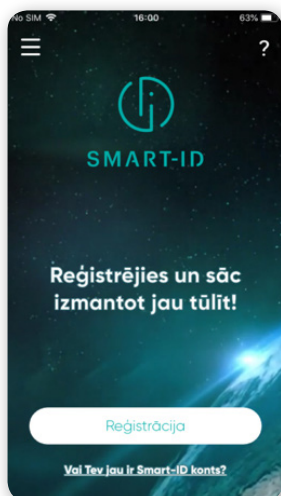 No SIM 16:00 63%
?
SMART-ID
Reģistrējies un sāc
izmantot jau tūlīt!
Reģistrācija
Vai Tev jau ir Smart-ID konts?